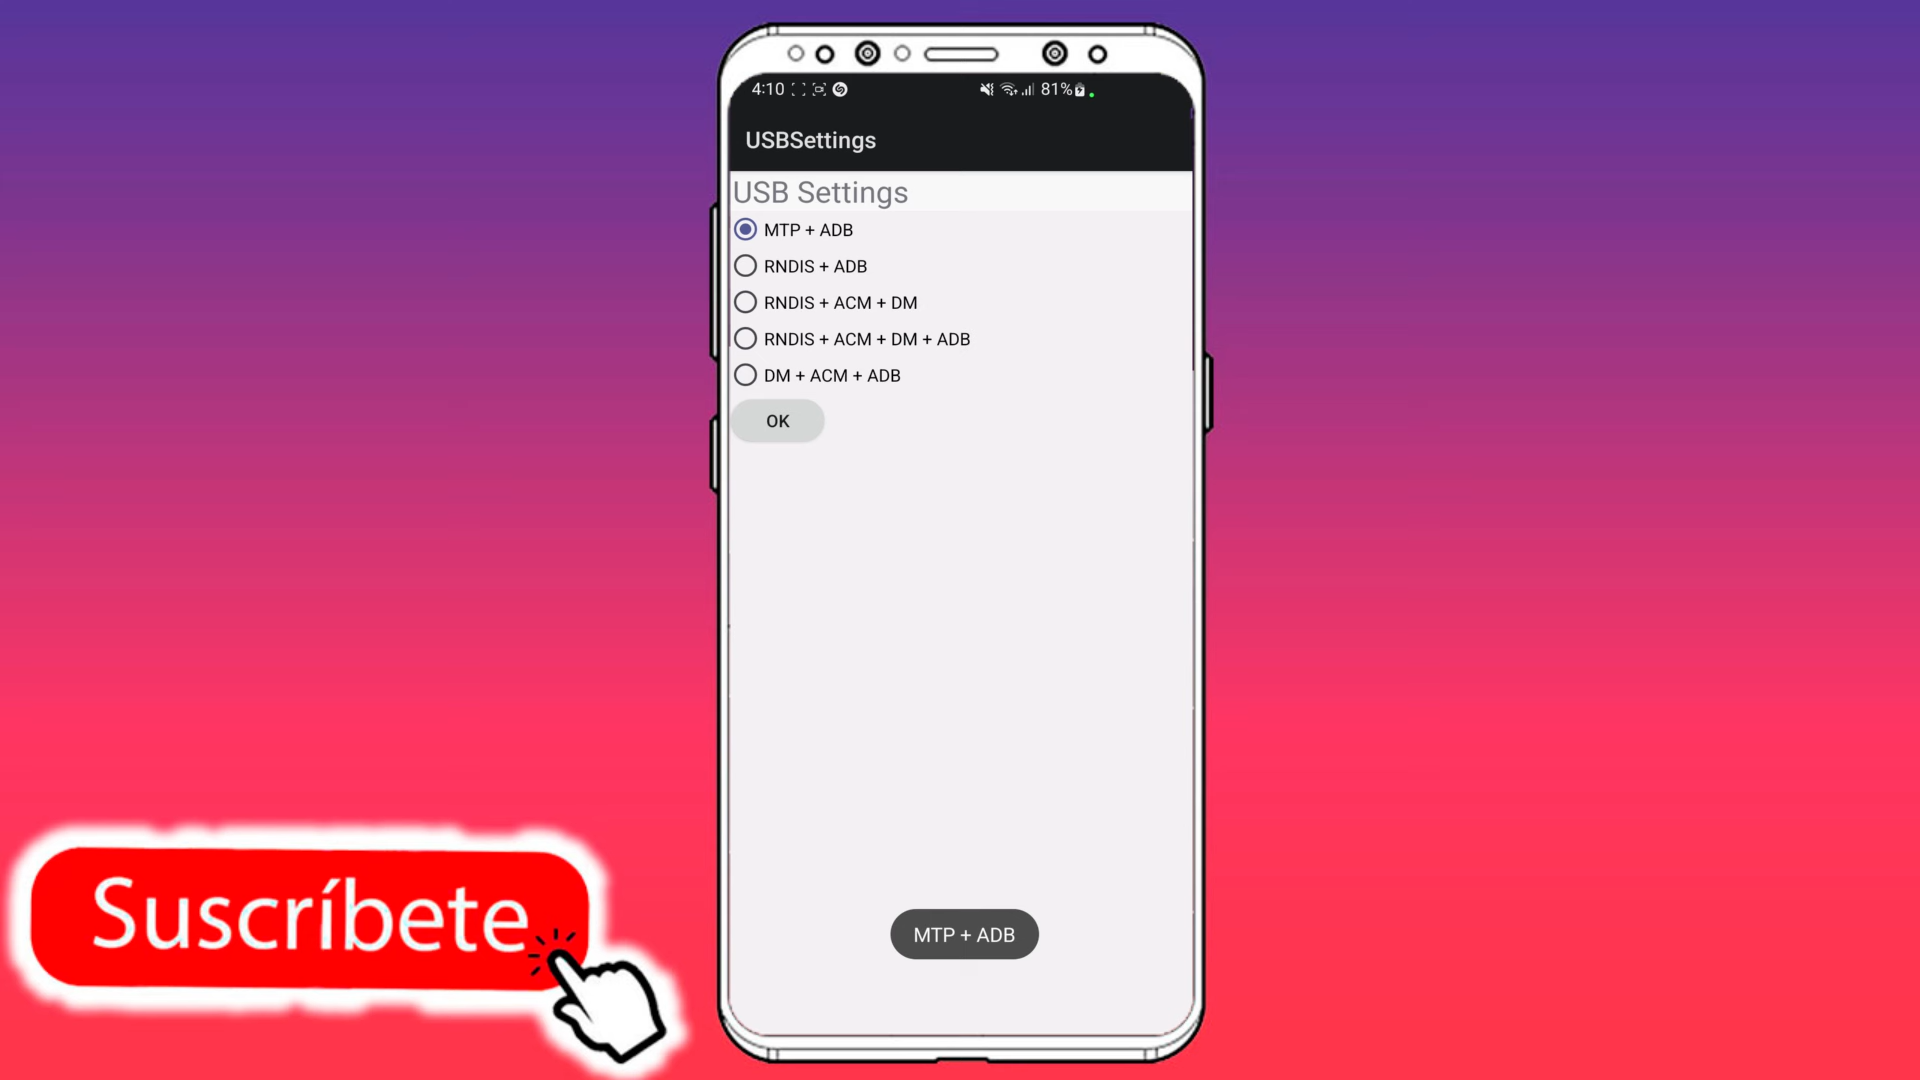 4:10
81%
USBSettings
USB Settings
MTP + ADB
RNDIS + ADB
RNDIS + ACM + DM
RNDIS + ACM + DM + ADB
DM + ACM + ADB
OK
MTP + ADB
Suscríbete